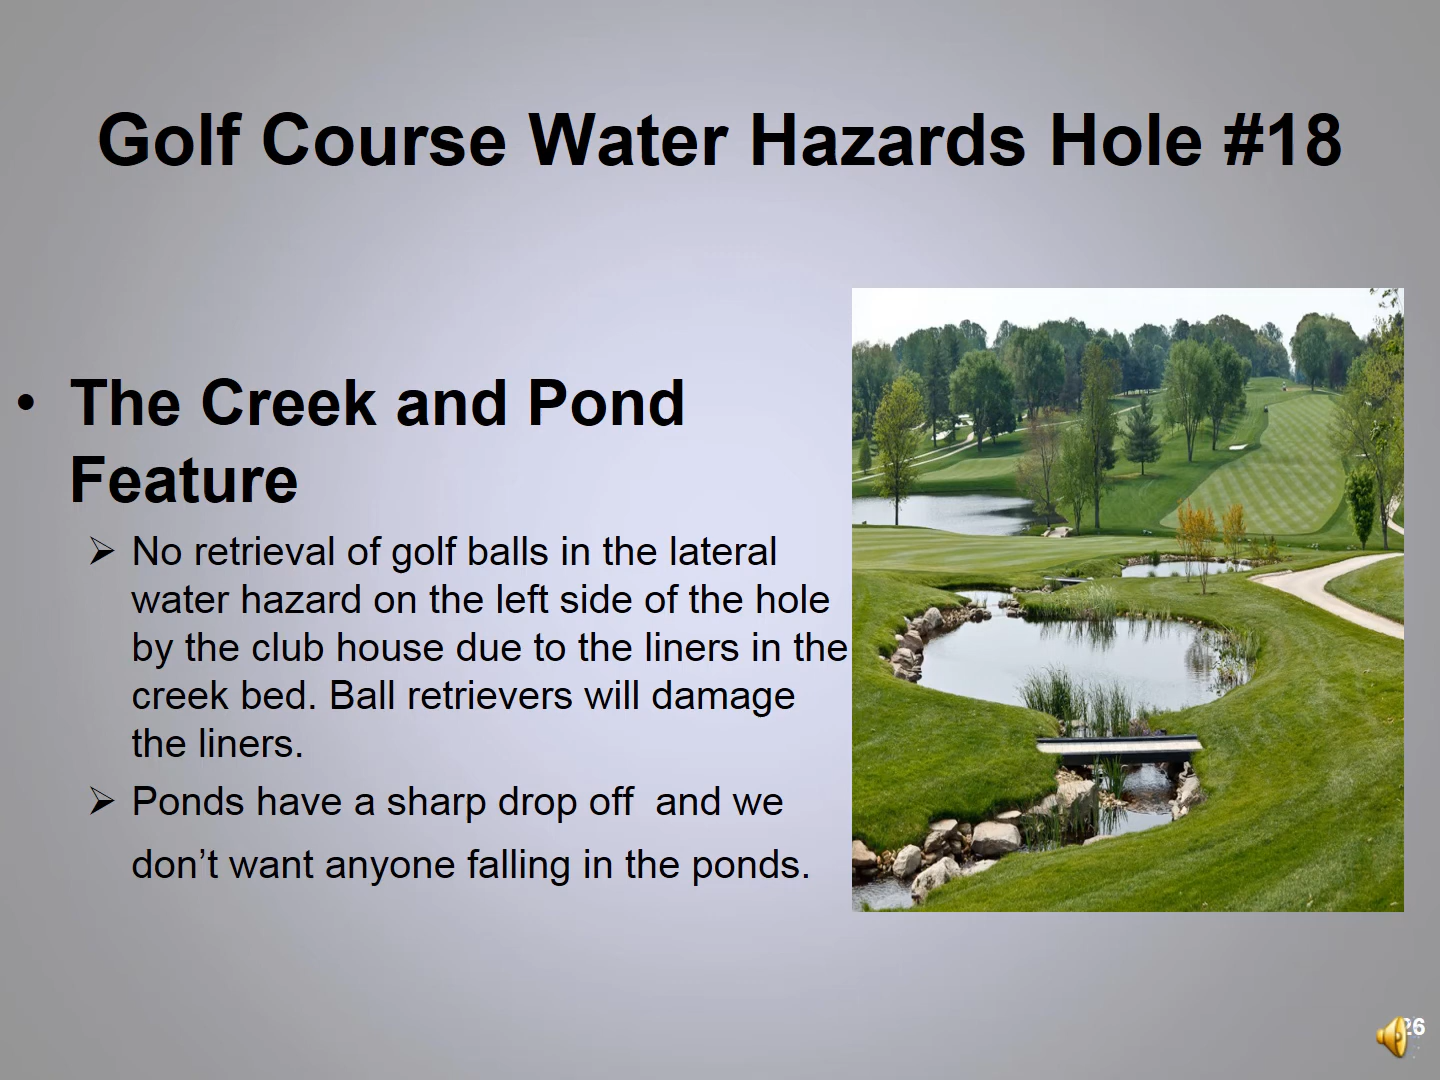 Golf Course Water Hazards Hole #18
• The Creek and Pond
Feature
➢ No retrieval of golf balls in the lateral
water hazard on the left side of the hole
by the club house due to the liners in the
creek bed. Ball retrievers will damage
the liners.
➢ Ponds have a sharp drop off  and we
don’t want anyone falling in the ponds.
26